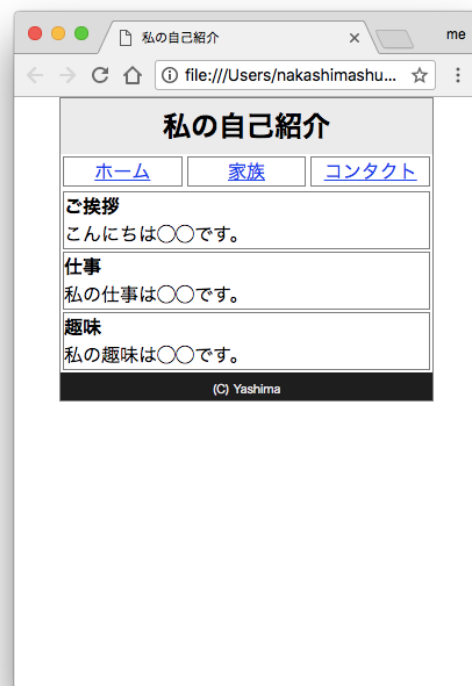 私の自己紹介
me
file:///Users/nakashimashu...
私の自己紹介
ホーム 家族 コンタクト
ご挨拶
こんにちは◯◯です。
仕事
私の仕事は◯◯です。
趣味
私の趣味は◯◯です。
(C) Yashima